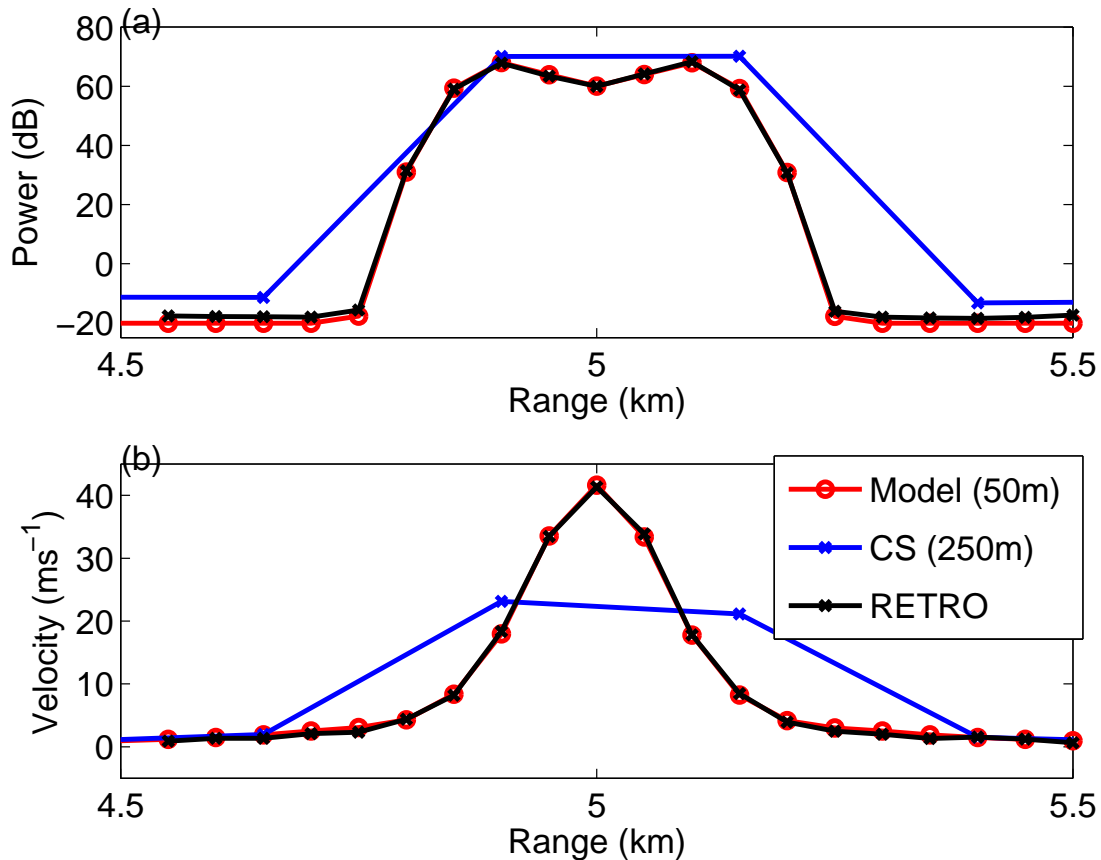 (a)
80
60
40
20
0
−20
Power (dB)
4.5 5 5.5
Range (km)
(b)
40
30
20
10
0
Velocity (ms⁻¹)
Model (50m)
CS (250m)
RETRO
4.5 5 5.5
Range (km)